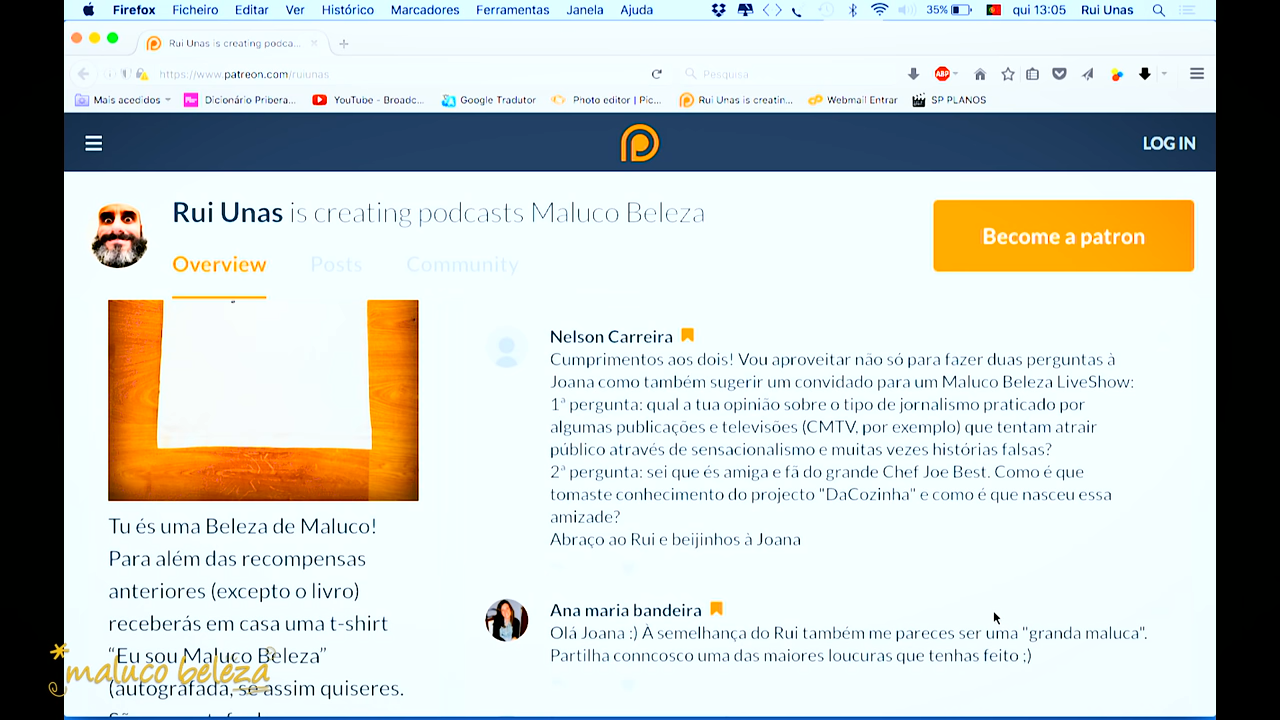 Firefox Ficheiro Editar Ver Histórico Marcadores Ferramentas Janela Ajuda 35% qui 13:05 Rui Unas
Rui Unas is creating podca...
https://www.patreon.com/ruiunas Pesquisa ABP
Mais acedidos Dicionário Pribera... YouTube - Broadc... Google Tradutor Photo editor | Pic... Rui Unas is creatin... Webmail Entrar SP PLANOS
LOG IN
Rui Unas is creating podcasts Maluco Beleza
Become a patron
Overview Posts Community
Nelson Carreira
Cumprimentos aos dois! Vou aproveitar não só para fazer duas perguntas à
Joana como também sugerir um convidado para um Maluco Beleza LiveShow:
1ª pergunta: qual a tua opinião sobre o tipo de jornalismo praticado por
algumas publicações e televisões (CMTV, por exemplo) que tentam atrair
público através de sensacionalismo e muitas vezes histórias falsas?
2ª pergunta: sei que és amiga e fã do grande Chef Joe Best. Como é que
tomaste conhecimento do projecto "DaCozinha" e como é que nasceu essa
amizade?
Abraço ao Rui e beijinhos à Joana
Ana maria bandeira
Olá Joana :) À semelhança do Rui também me pareces ser uma "granda maluca".
Partilha conncosco uma das maiores loucuras que tenhas feito ;)
Tu és uma Beleza de Maluco!
Para além das recompensas
anteriores (excepto o livro)
receberás em casa uma t-shirt
“Eu sou Maluco Beleza”
(autografada, se assim quiseres.
maluco beleza